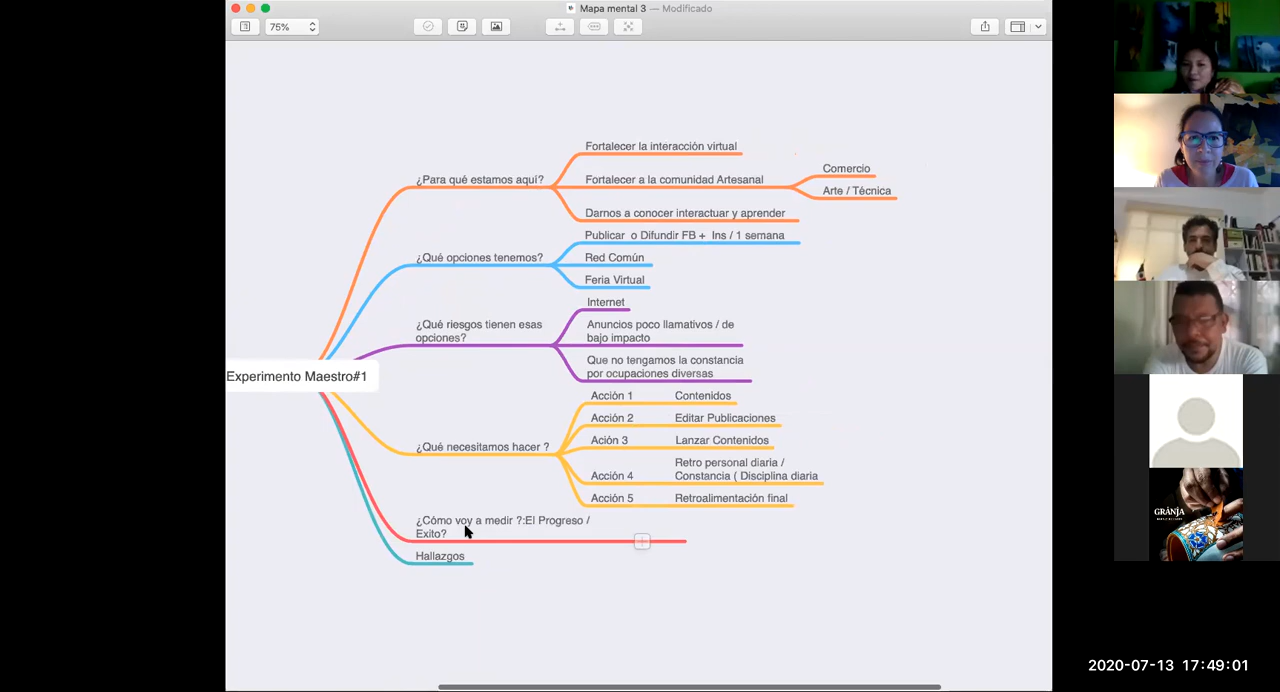 Mapa mental 3 — Modificado
75%
Fortalecer la interacción virtual
¿Para qué estamos aquí?
Fortalecer a la comunidad Artesanal
Comercio
Arte / Técnica
Darnos a conocer interactuar y aprender
¿Qué opciones tenemos?
Publicar o Difundir FB + Ins / 1 semana
Red Común
Feria Virtual
¿Qué riesgos tienen esas
opciones?
Internet
Anuncios poco llamativos / de
bajo impacto
Que no tengamos la constancia
por ocupaciones diversas
Experimento Maestro#1
¿Qué necesitamos hacer ?
Acción 1 Contenidos
Acción 2 Editar Publicaciones
Ación 3 Lanzar Contenidos
Acción 4 Retro personal diaria /
Constancia ( Disciplina diaria
Acción 5 Retroalimentación final
¿Cómo voy a medir ?:El Progreso /
Exito?
Hallazgos
GRÁNJA
2020-07-13 17:49:01